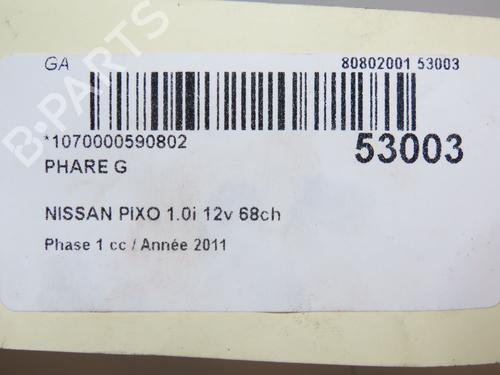 GA 80802001 53003
*1070000590802 53003
PHARE G
NISSAN PIXO 1.0i 12v 68ch
Phase 1 cc / Année 2011
B-PARTS